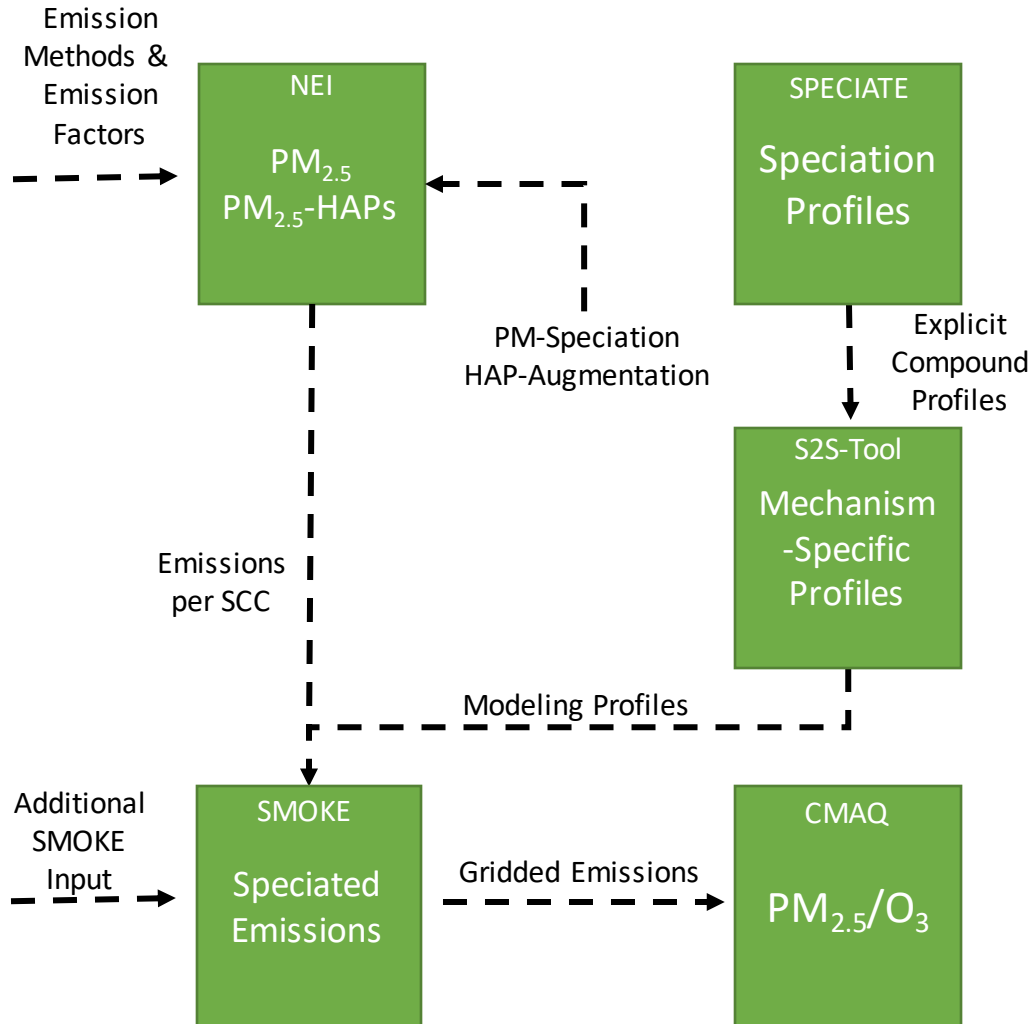 Emission
Methods &
Emission
Factors
NEI
PM2.5
PM2.5-HAPs
SPECIATE
Speciation
Profiles
PM-Speciation
HAP-Augmentation
Explicit
Compound
Profiles
S2S-Tool
Mechanism
-Specific
Profiles
Emissions
per SCC
Modeling Profiles
Additional
SMOKE
Input
SMOKE
Speciated
Emissions
Gridded Emissions
CMAQ
PM2.5/O3